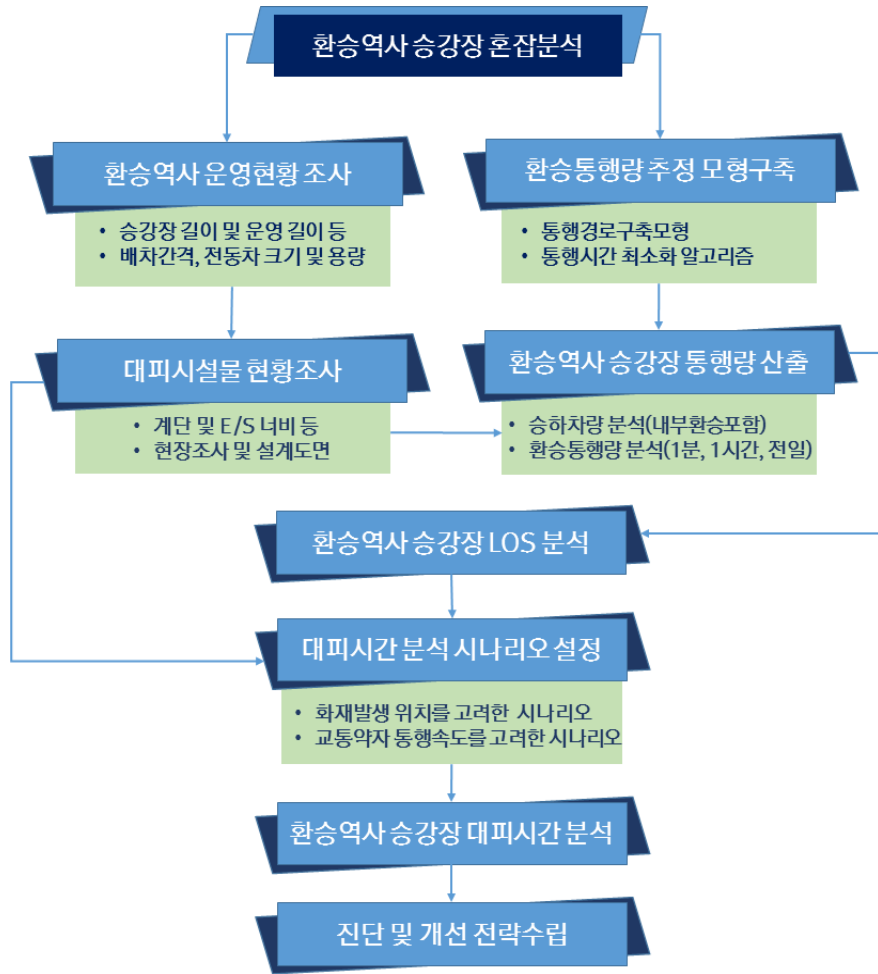 환승역사 승강장 혼잡분석
환승역사 운영현황 조사
• 승강장 길이 및 운영 길이 등
• 배차간격, 전동차 크기 및 용량
환승통행량 추정 모형구축
• 통행경로구축모형
• 통행시간 최소화 알고리즘
대피시설물 현황조사
• 계단 및 E/S 너비 등
• 현장조사 및 설계도면
환승역사 승강장 통행량 산출
• 승하차량 분석(내부환승포함)
• 환승통행량 분석(1분, 1시간, 전일)
환승역사 승강장 LOS 분석
대피시간 분석 시나리오 설정
• 화재발생 위치를 고려한 시나리오
• 교통약자 통행속도를 고려한 시나리오
환승역사 승강장 대피시간 분석
진단 및 개선 전략수립